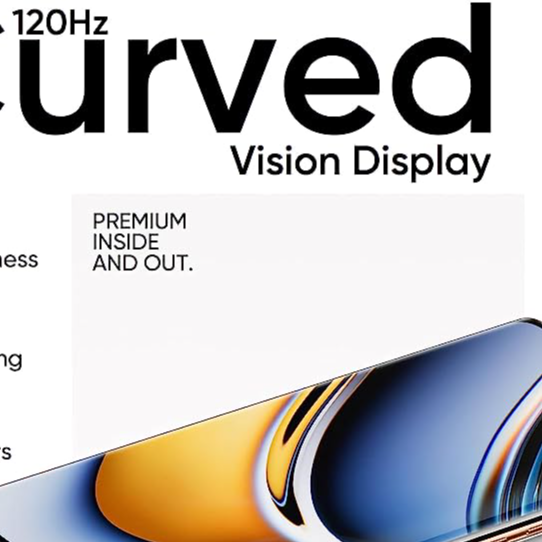 120Hz
urved
Vision Display
PREMIUM
INSIDE
AND OUT.
ness
ng